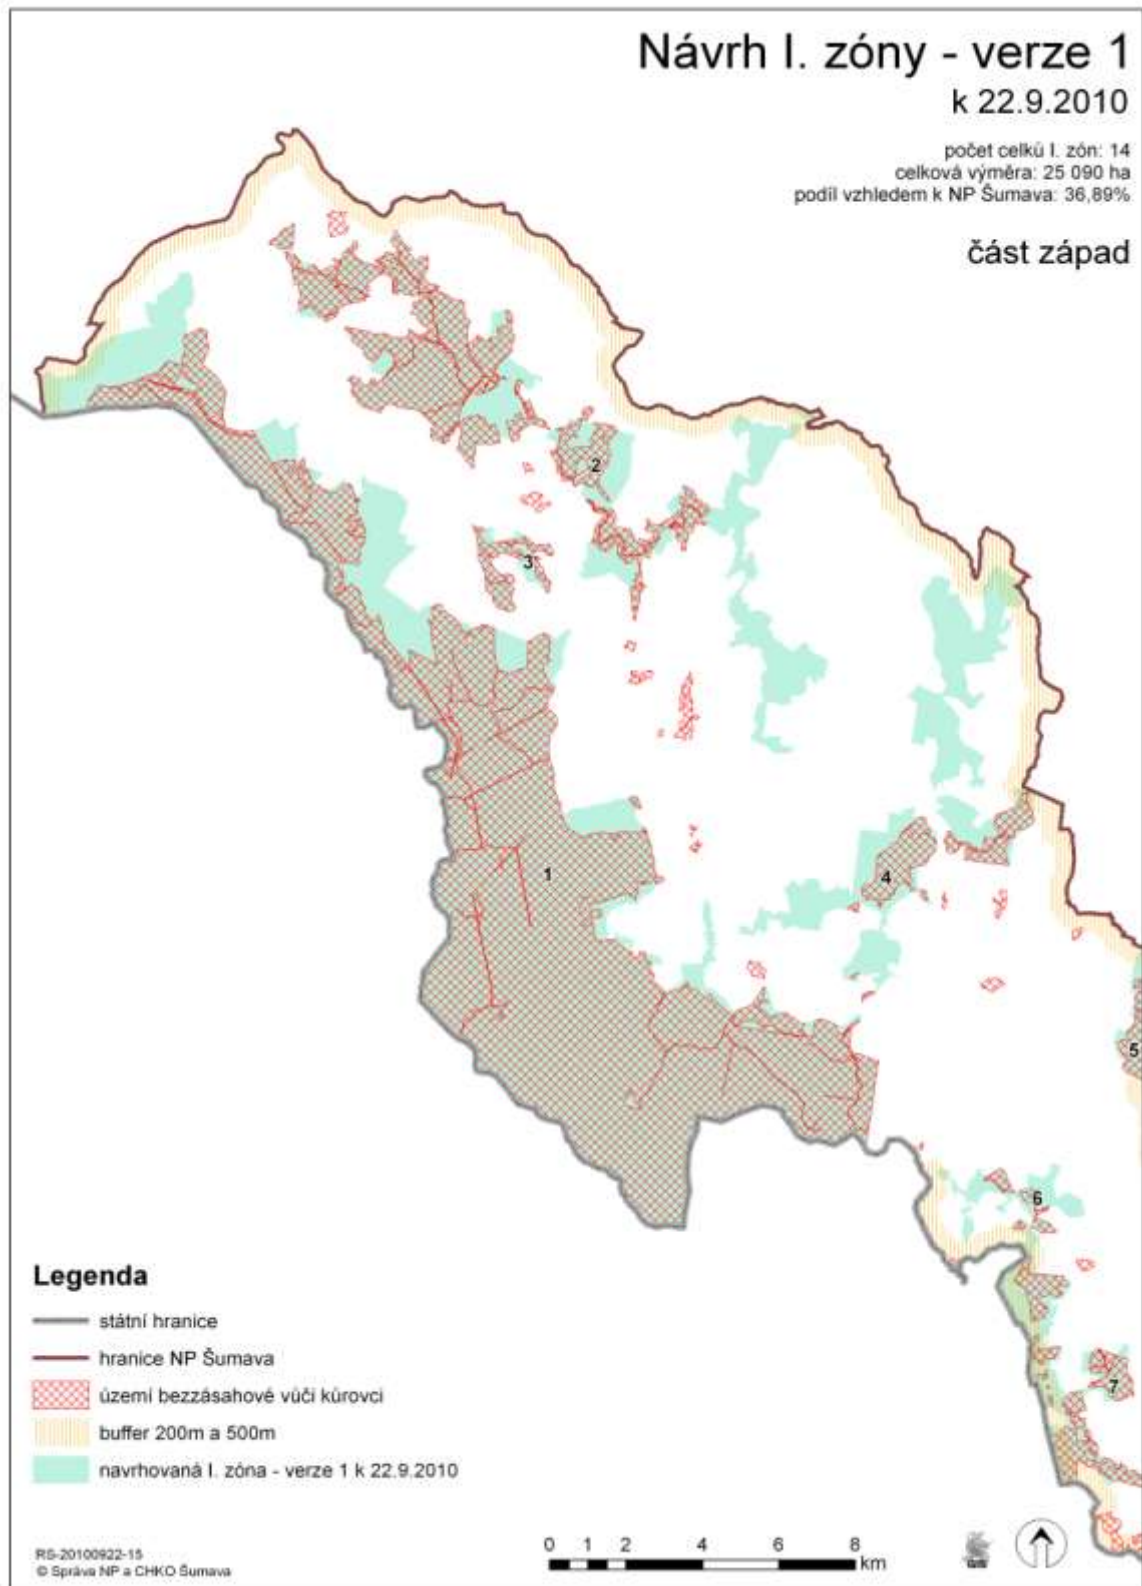 Návrh I. zóny - verze 1
k 22.9.2010
počet celků I. zón: 14
celková výměra: 25 090 ha
podíl vzhledem k NP Šumava: 36,89%
část západ
2
3
1
4
5
6
7
Legenda
státní hranice
hranice NP Šumava
území bezzásahové vůči kůrovci
buffer 200m a 500m
navrhovaná I. zóna - verze 1 k 22.9.2010
0 1 2 4 6 8
km
RS-20100922-15
© Správa NP a CHKO Šumava